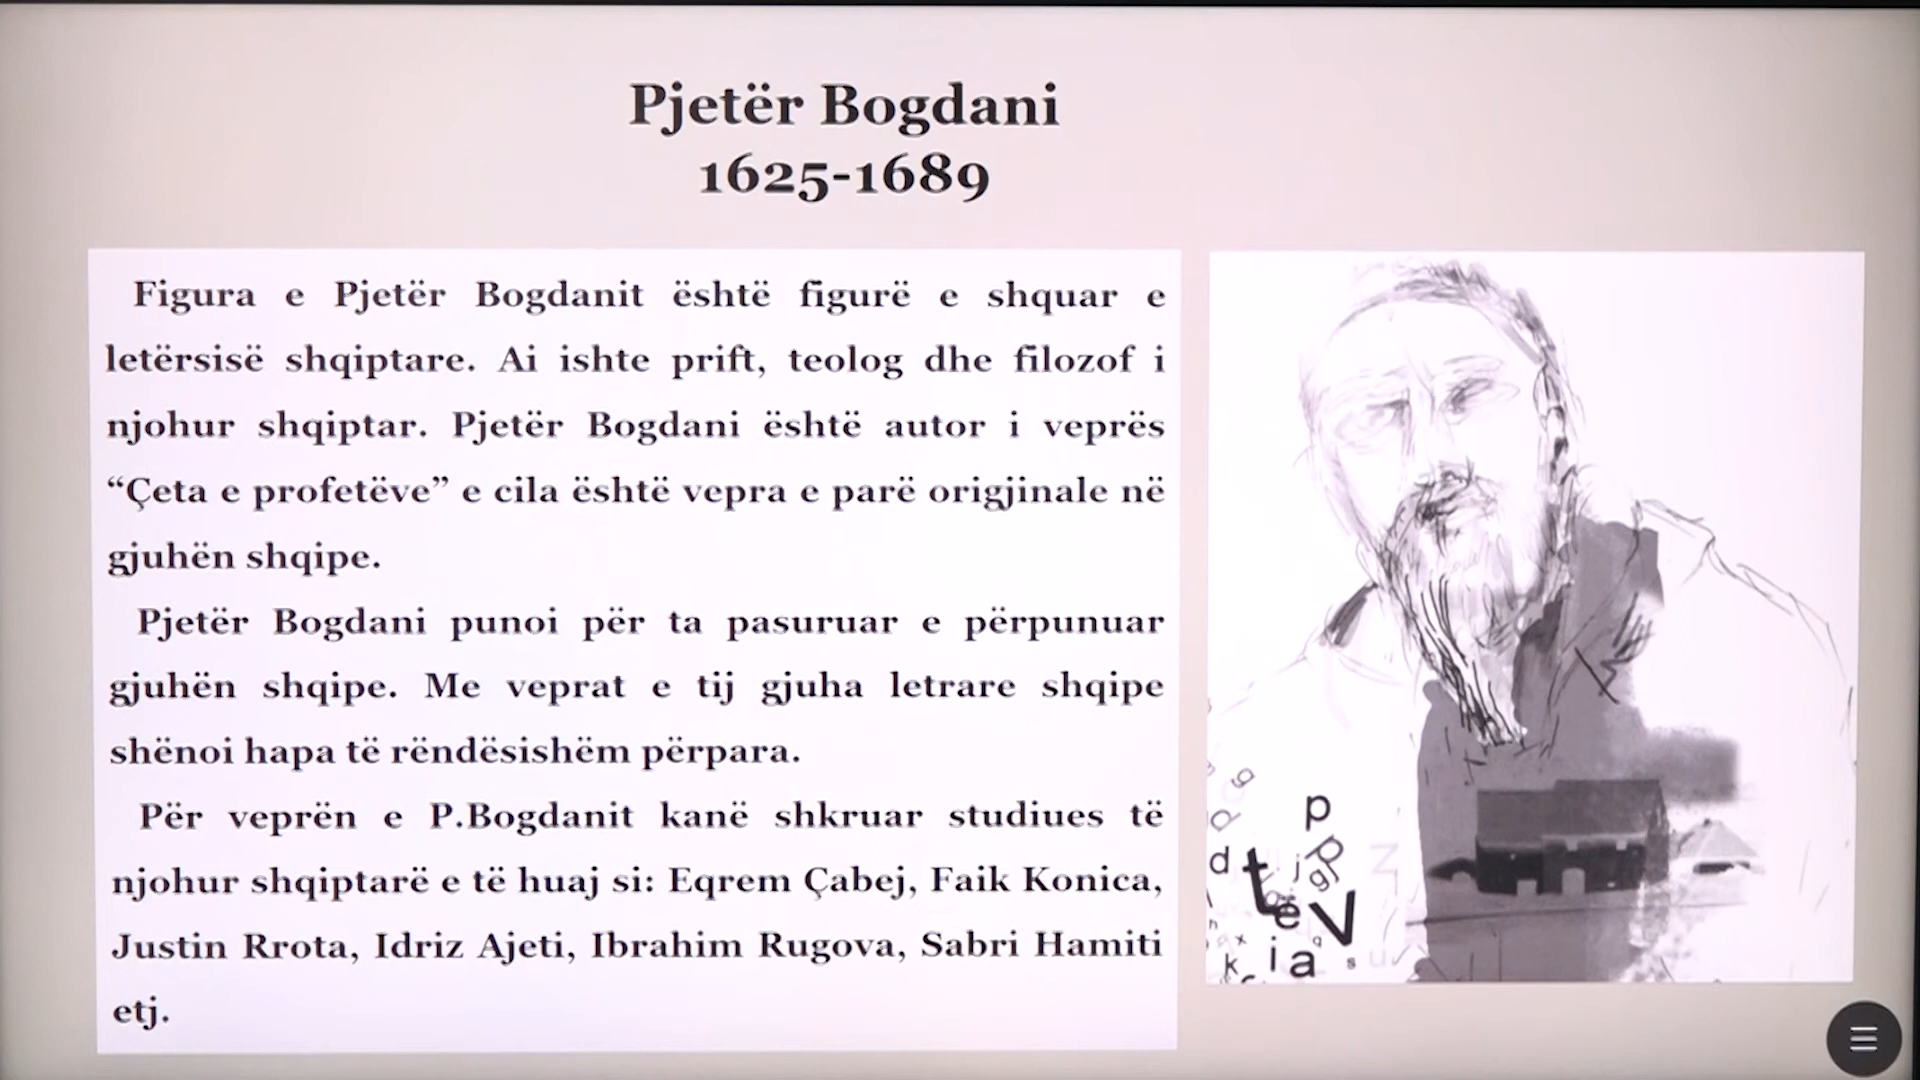 Pjetër Bogdani
1625-1689
Figura e Pjetër Bogdanit është figurë e shquar e
letërsisë shqiptare. Ai ishte prift, teolog dhe filozof i
njohur shqiptar. Pjetër Bogdani është autor i veprës
“Çeta e profetëve” e cila është vepra e parë origjinale në
gjuhën shqipe.
Pjetër Bogdani punoi për ta pasuruar e përpunuar
gjuhën shqipe. Me veprat e tij gjuha letrare shqipe
shënoi hapa të rëndësishëm përpara.
Për veprën e P.Bogdanit kanë shkruar studiues të
njohur shqiptarë e të huaj si: Eqrem Çabej, Faik Konica,
Justin Rrota, Idriz Ajeti, Ibrahim Rugova, Sabri Hamiti
etj.
g
p
d t j
e V
k i a s u